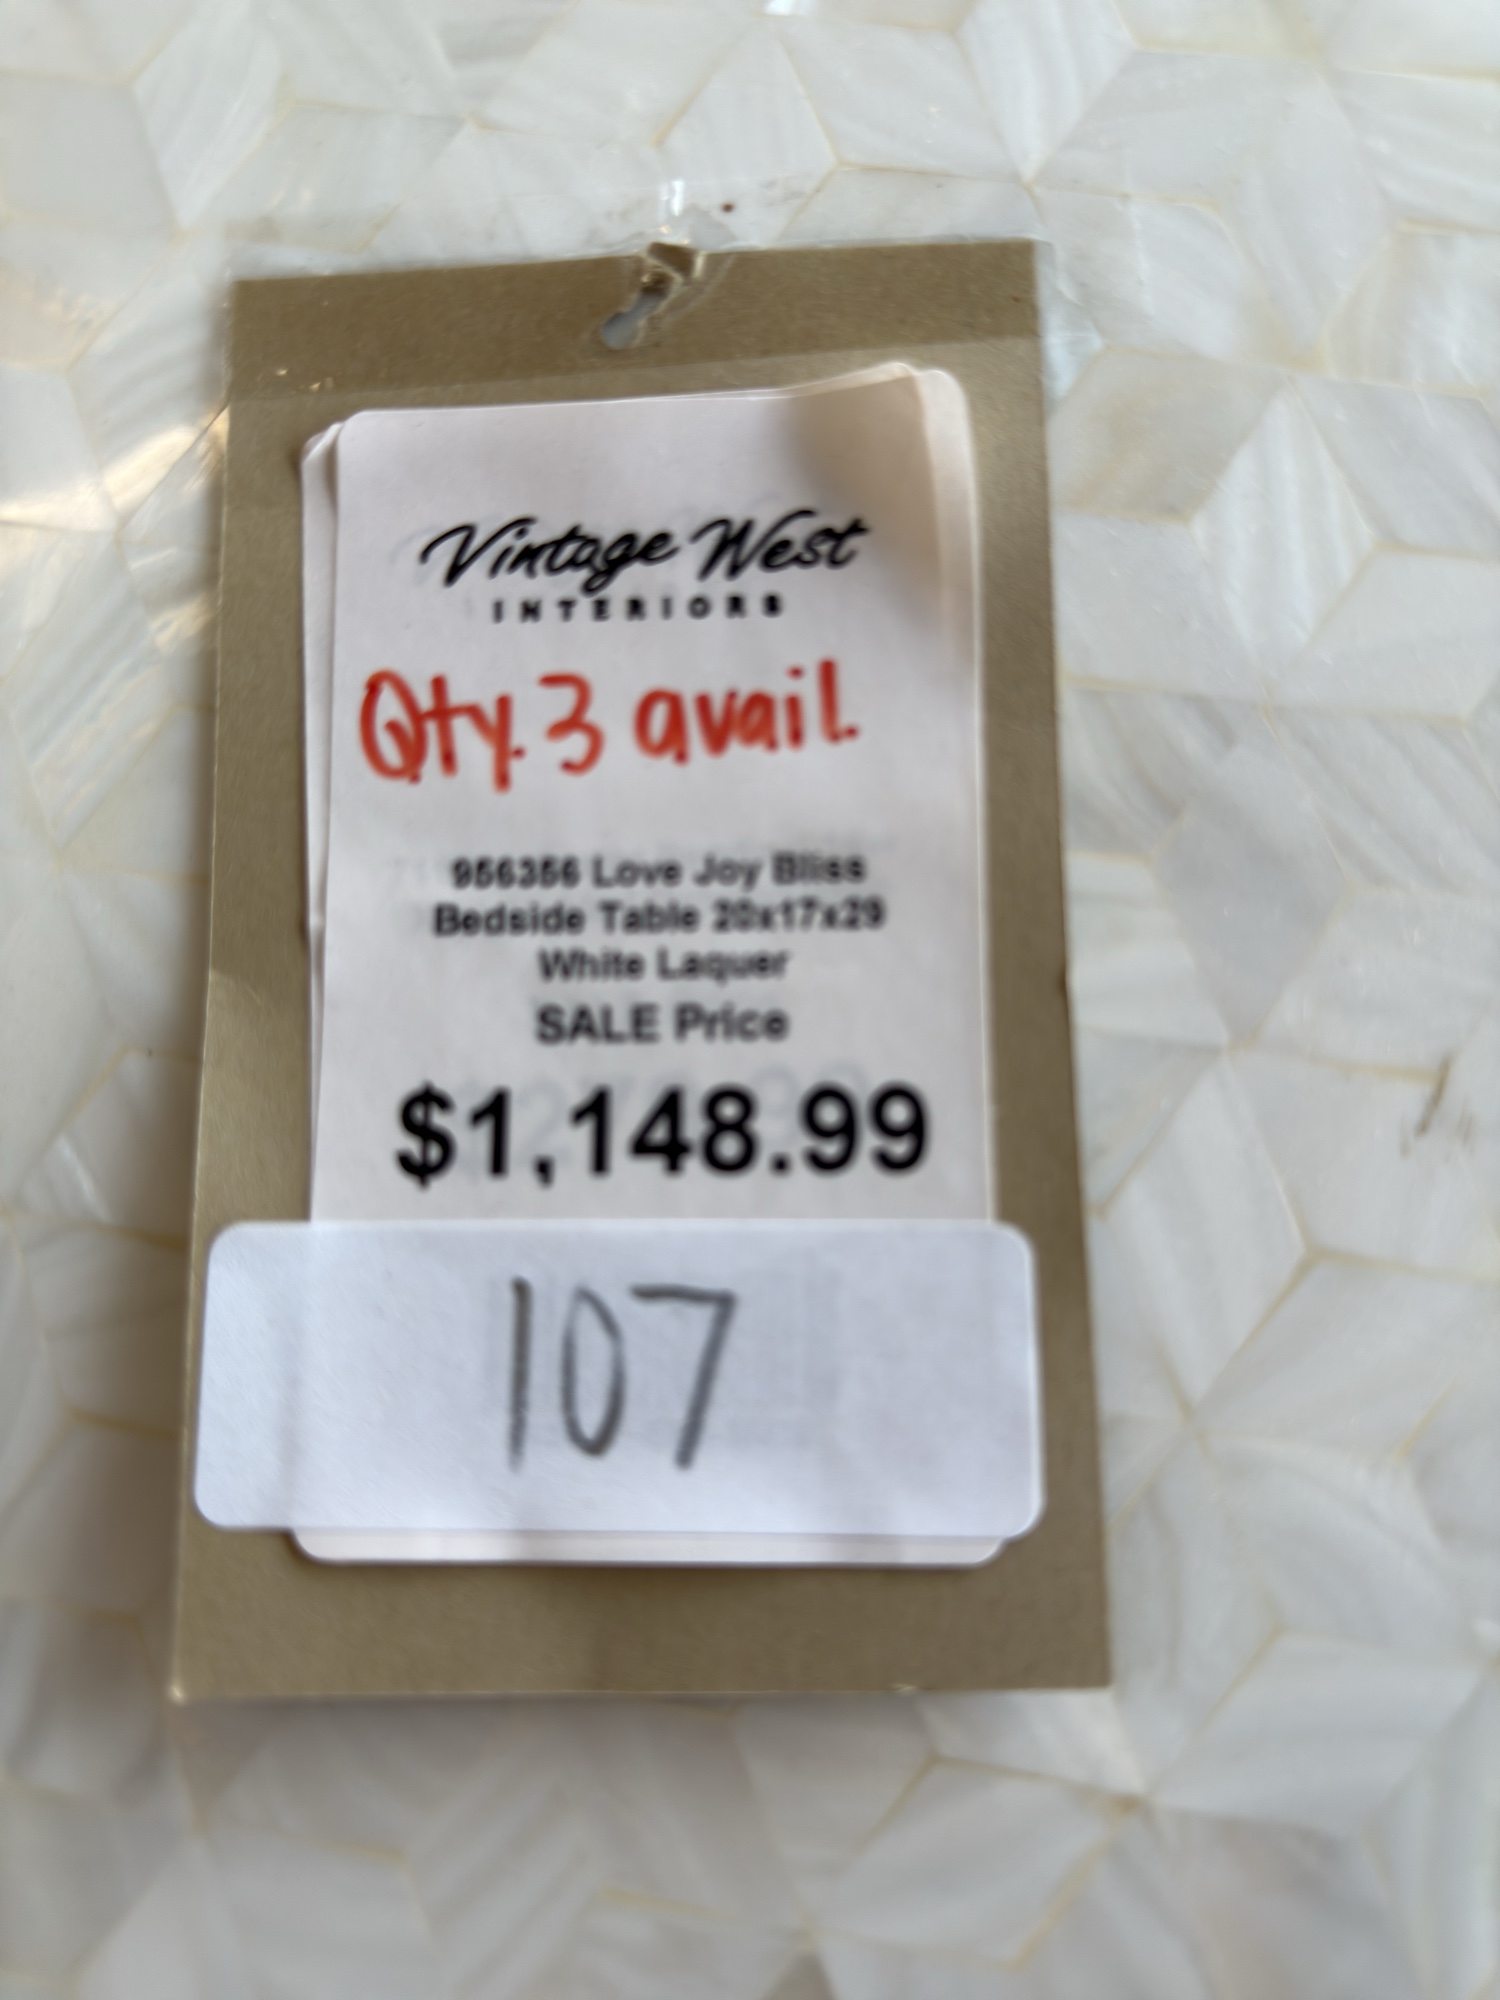 Vintage West
INTERIORS
Qty. 3 avail.
956356 Love Joy Bliss
Bedside Table 20x17x29
White Laquer
SALE Price
$1,148.99
107